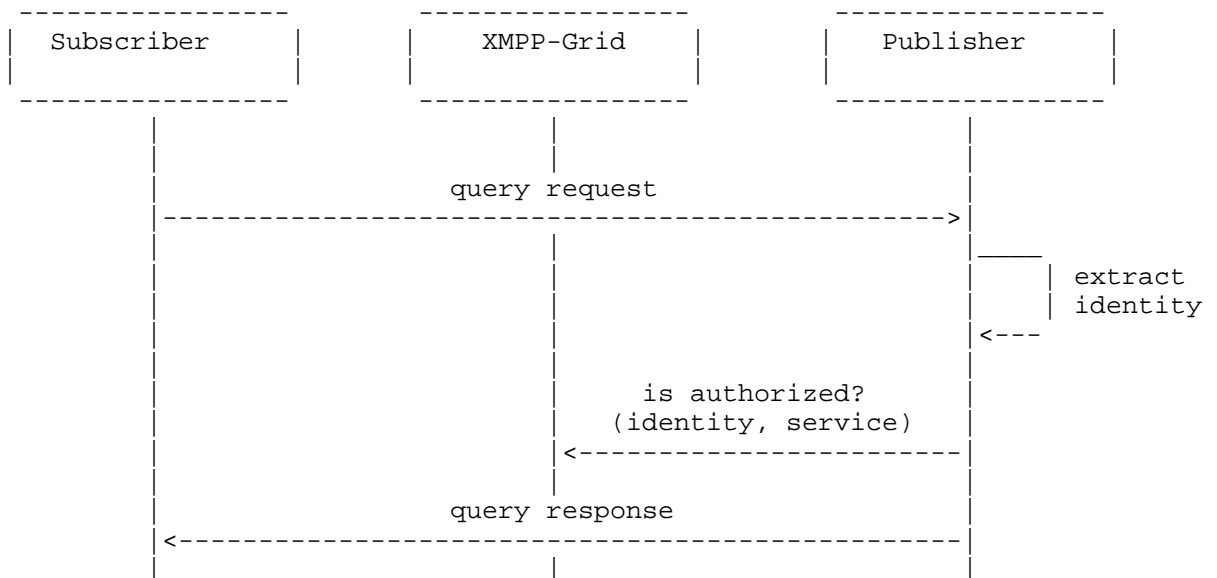 Subscriber XMPP-Grid Publisher
query request
extract
identity
is authorized?
(identity, service)
query response